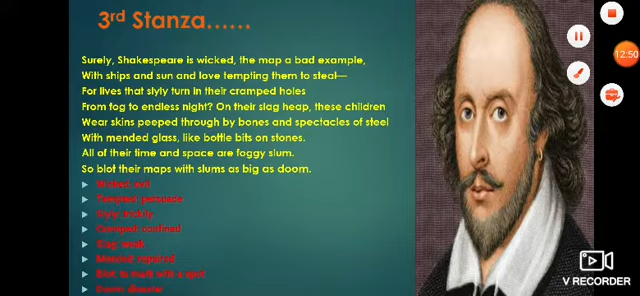 3rd Stanza......
Surely, Shakespeare is wicked, the map a bad example,
With ships and sun and love tempting them to steal—
For lives that slyly turn in their cramped holes
From fog to endless night? On their slag heap, these children
Wear skins peeped through by bones and spectacles of steel
With mended glass, like bottle bits on stones.
All of their time and space are foggy slum.
So blot their maps with slums as big as doom.
Wicked: evil
Tempted: persuade
Slyly: trickily
Cramped: confined
Slag: weak
Mended: repaired
Blot: to mark with a spot
Doom: disaster
12:50
V RECORDER